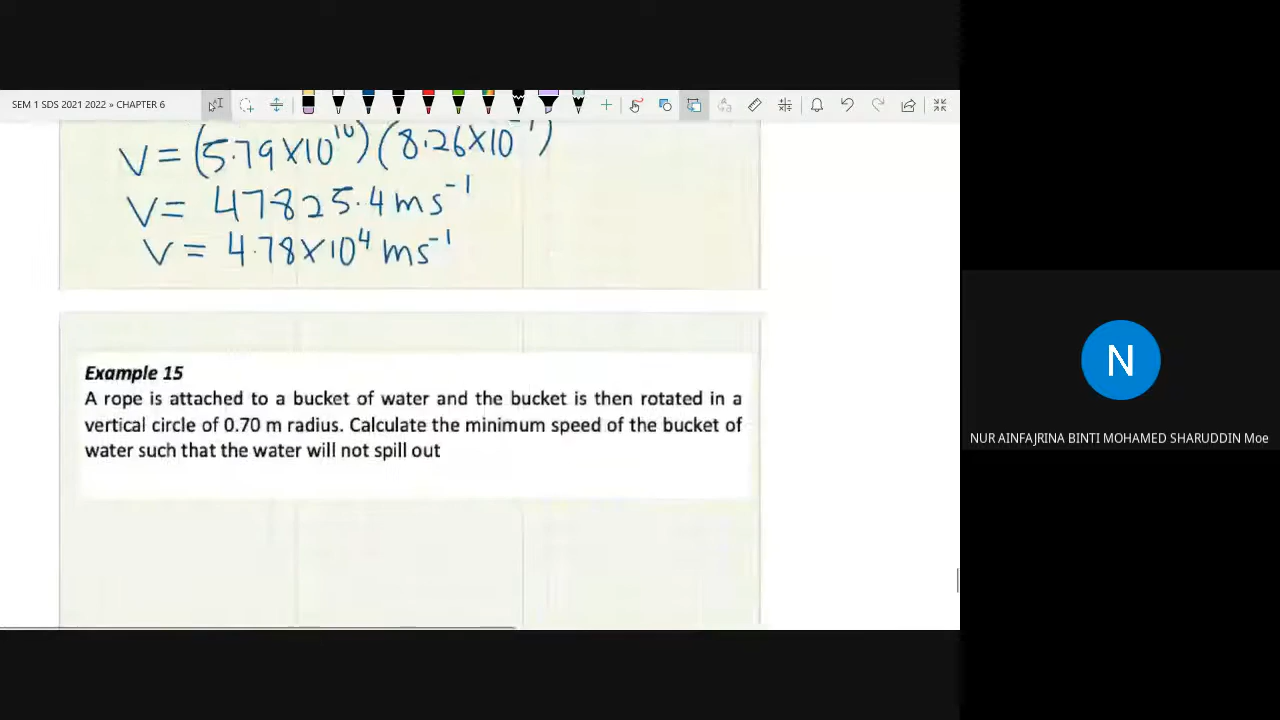 SEM 1 SDS 2021 2022 » CHAPTER 6
V = (5.79×10¹⁰)(8.26×10⁻⁷)
V = 47825.4 ms⁻¹
V = 4.78×10⁴ ms⁻¹
Example 15
A rope is attached to a bucket of water and the bucket is then rotated in a
vertical circle of 0.70 m radius. Calculate the minimum speed of the bucket of
water such that the water will not spill out
N
NUR AINFAJRINA BINTI MOHAMED SHARUDDIN Moe